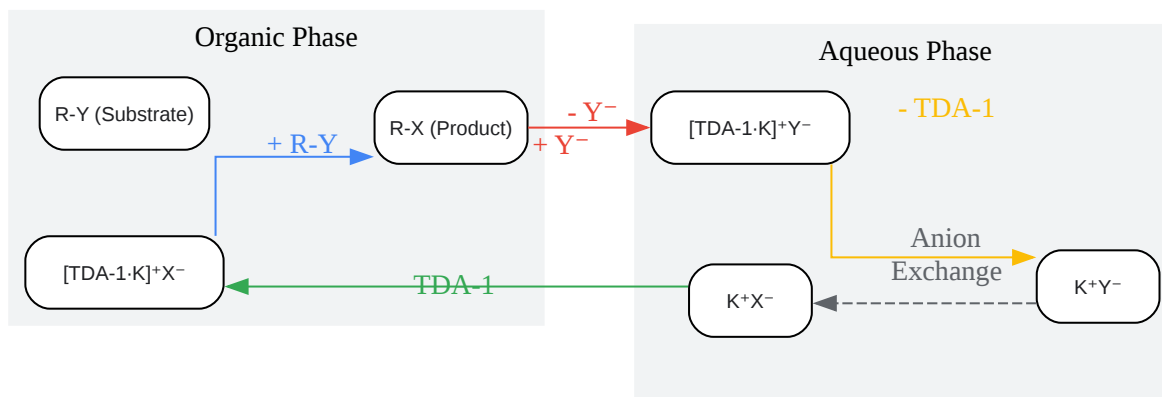 Organic Phase
Aqueous Phase
R-Y (Substrate)
R-X (Product)
- Y⁻
+ Y⁻
[TDA-1·K]⁺Y⁻
- TDA-1
+ R-Y
[TDA-1·K]⁺X⁻
TDA-1
Anion
Exchange
K⁺X⁻
K⁺Y⁻